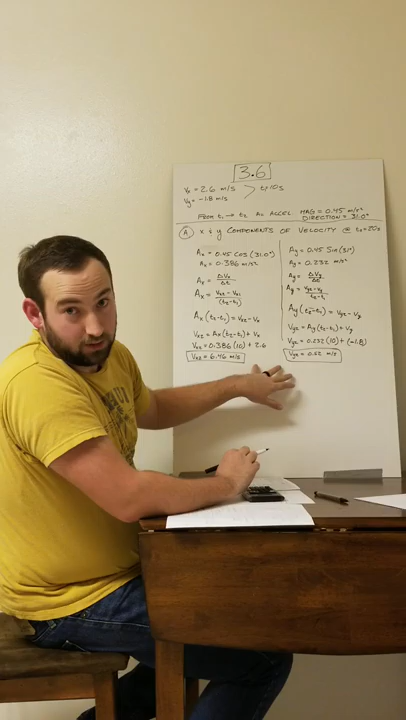 3.6
Vx = 2.6 m/s
Vy = -1.8 m/s
> t₁ 10s
From t₁ → t₂ Av Accel Mag = 0.45 m/s²
Direction = 31.0°
(A) x & y Components of Velocity @ t₂ = 20s
Ax = 0.45 cos (31.0°)
Ax = 0.386 m/s²
Ax = ΔVx / Δt
Ax = Vx2 - Vx1 / (t₂-t₁)
Ax (t₂-t₁) = Vx2 - Vx
Vx2 = Ax (t₂-t₁) + Vx
Vx2 = 0.386 (10) + 2.6
Vx2 = 6.46 m/s
Ay = 0.45 Sin (31°)
Ay = 0.232 m/s²
Ay = ΔVy / Δt
Ay = Vy2 - Vy / t₂-t₁
Ay (t₂-t₁) = Vy2 - Vy
Vy2 = Ay (t₂-t₁) + Vy
Vy2 = 0.232 (10) + (-1.8)
Vy2 = 0.52 m/s